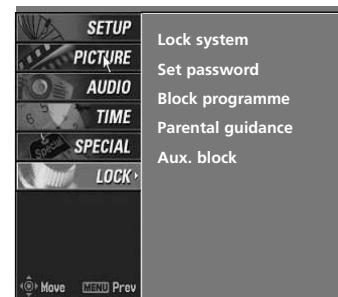 SETUP
PICTURE
AUDIO
TIME
SPECIAL
LOCK
Lock system
Set password
Block programme
Parental guidance
Aux. block
Move MENU Prev